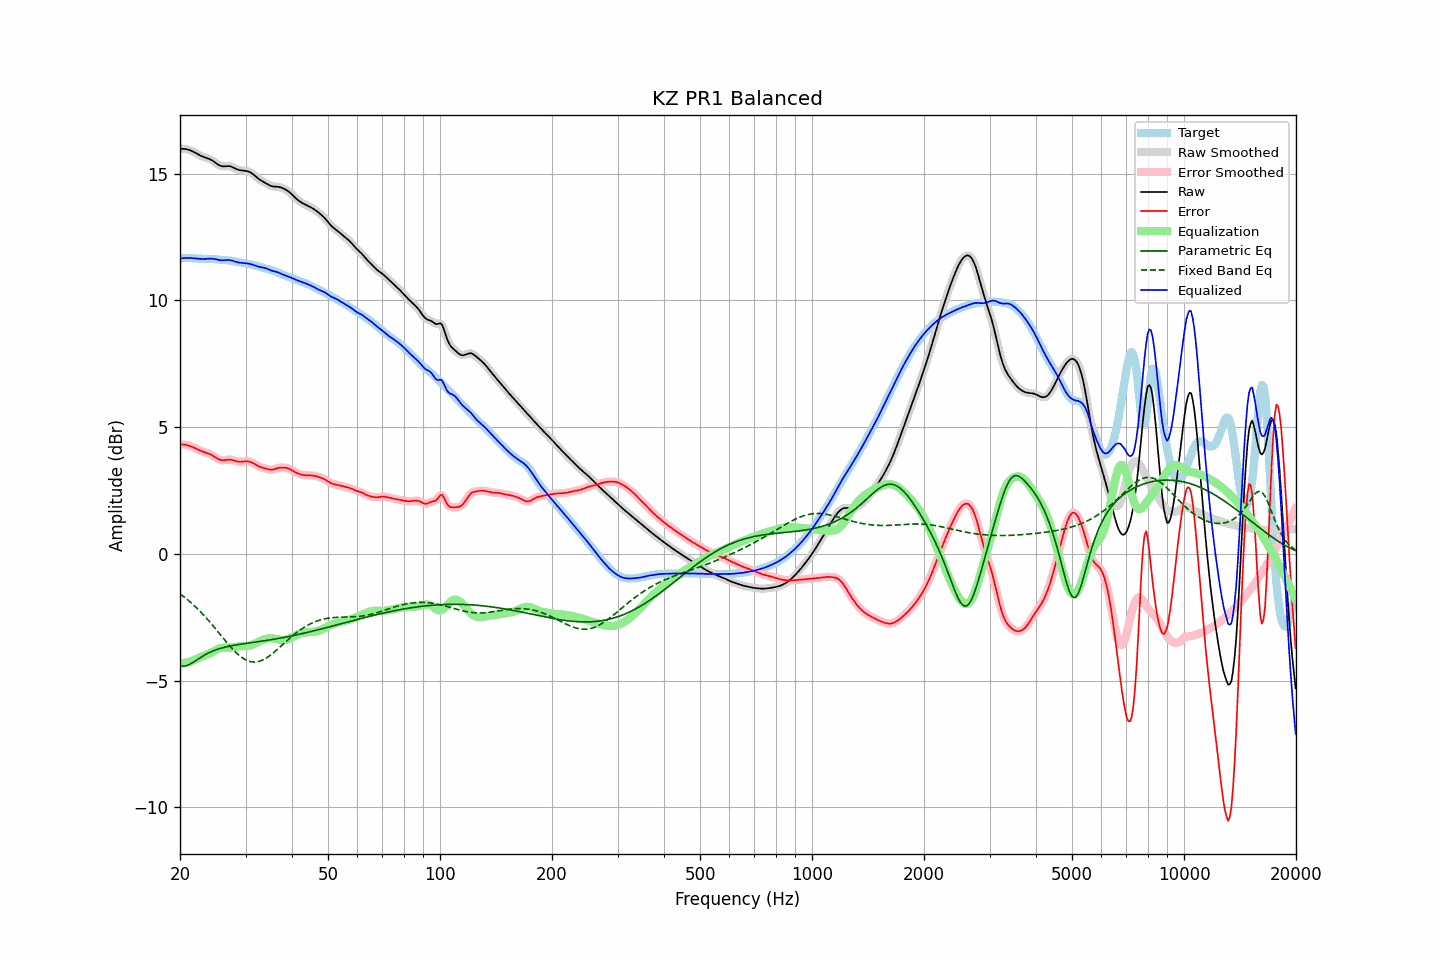 KZ PR1 Balanced
Amplitude (dBr)
15
10
5
0
−5
−10
20
50
100
200
500
1000
2000
5000
10000
20000
Frequency (Hz)
Target
Raw Smoothed
Error Smoothed
Raw
Error
Equalization
Parametric Eq
Fixed Band Eq
Equalized